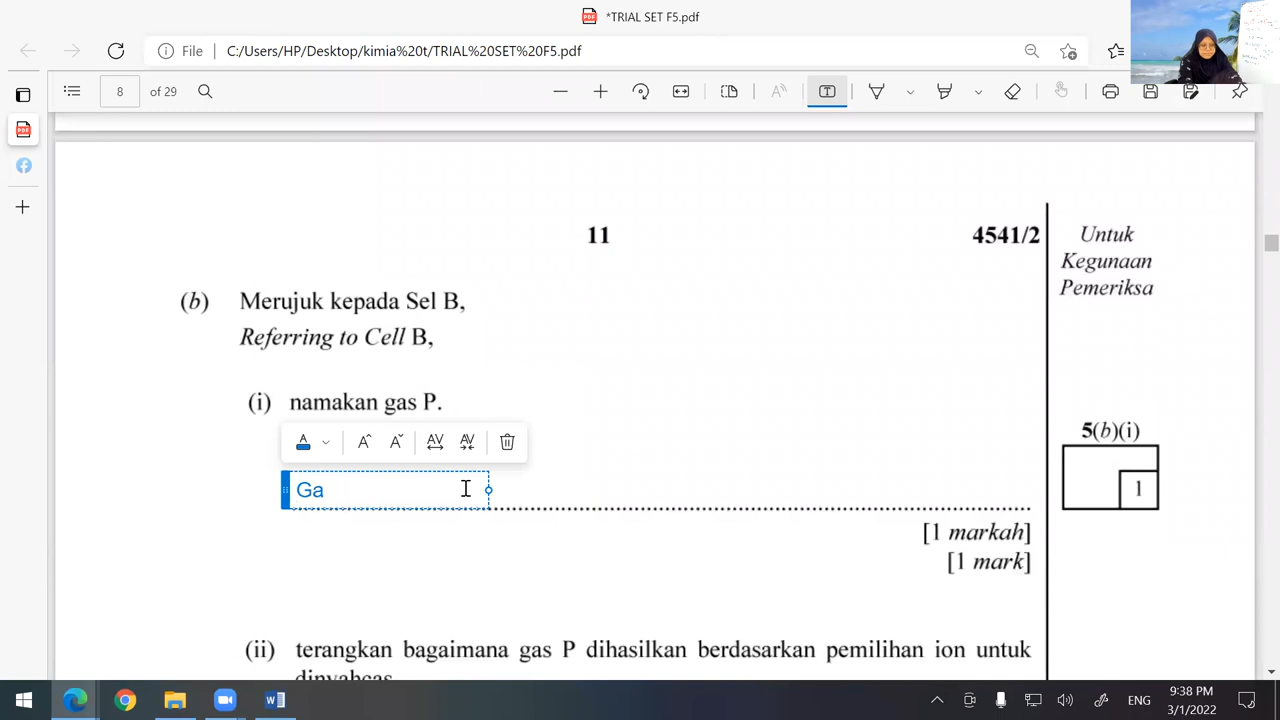 *TRIAL SET F5.pdf
File C:/Users/HP/Desktop/kimia%20t/TRIAL%20SET%20F5.pdf
8 of 29
11 4541/2 Untuk
Kegunaan
Pemeriksa
(b) Merujuk kepada Sel B,
Referring to Cell B,
(i) namakan gas P.
5(b)(i)
Ga
1
[1 markah]
[1 mark]
(ii) terangkan bagaimana gas P dihasilkan berdasarkan pemilihan ion untuk
dinyahcas
ENG
9:38 PM
3/1/2022